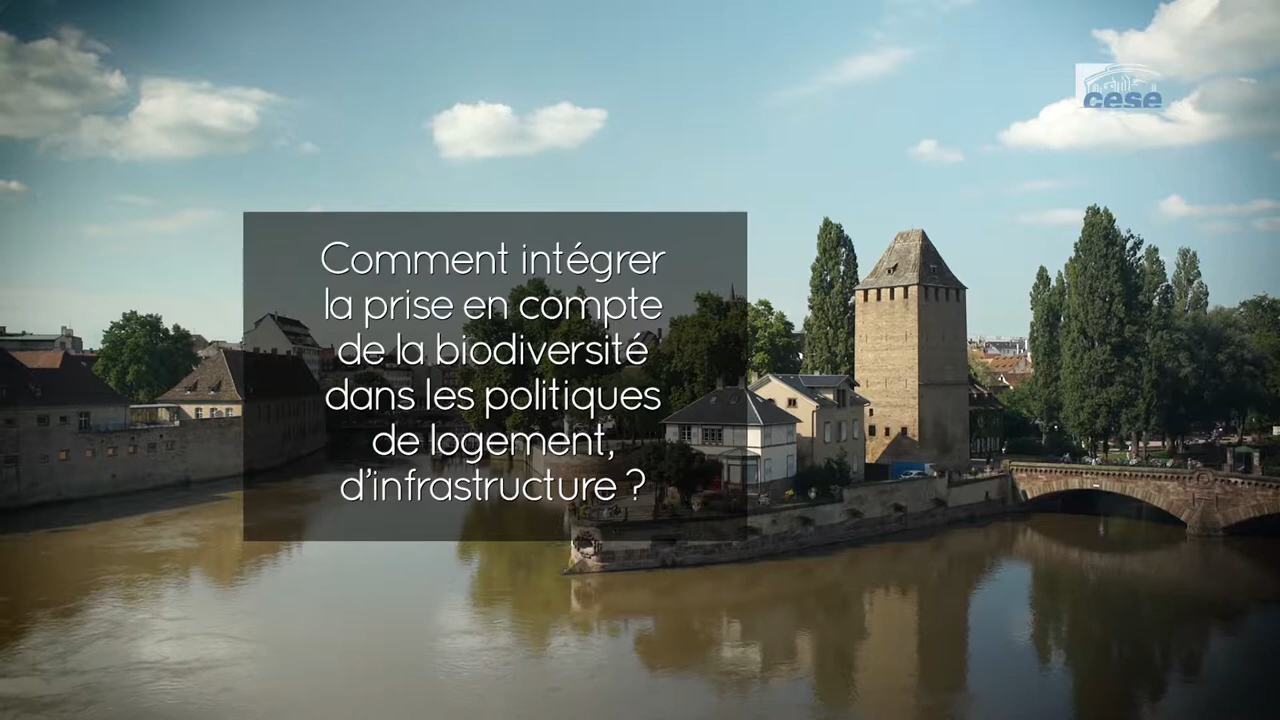 cese
Comment intégrer
la prise en compte
de la biodiversité
dans les politiques
de logement,
d'infrastructure ?